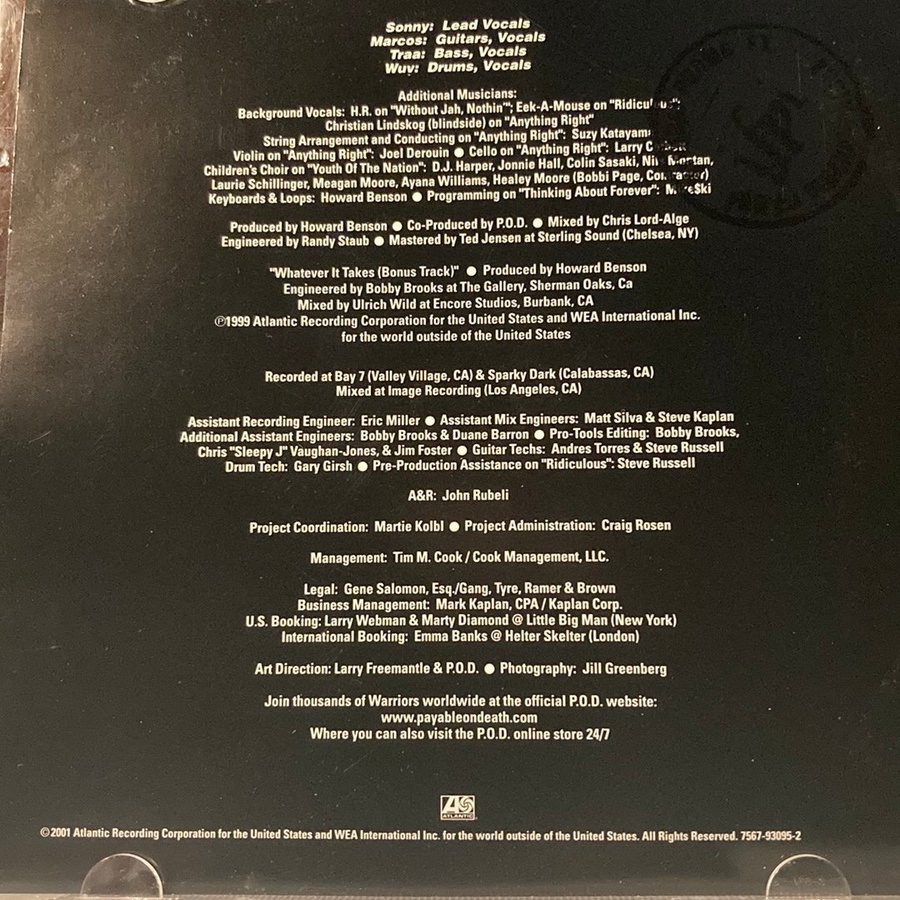 Sonny: Lead Vocals
Marcos: Guitars, Vocals
Traa: Bass, Vocals
Wuv: Drums, Vocals
Additional Musicians:
Background Vocals: H.R. on "Without Jah, Nothin'"; Eek-A-Mouse on "Ridiculous";
Christian Lindskog (blindside) on "Anything Right"
String Arrangement and Conducting on "Anything Right": Suzy
Violin on "Anything Right": Joel Derouin ● Cello on "Anything Right": Larry
Children's Choir on "Youth Of The Nation": D.J. Harper, Jonnie Hall, Colin Sasaki,
Laurie Schillinger, Meagan Moore, Ayana Williams, Healey Moore (Bobbi Page, Contractor)
Keyboards & Loops: Howard Benson ● Programming on "Thinking About Forever":
Produced by Howard Benson ● Co-Produced by P.O.D. ● Mixed by Chris Lord-Alge
Engineered by Randy Staub ● Mastered by Ted Jensen at Sterling Sound (Chelsea, NY)
"Whatever It Takes (Bonus Track)" ● Produced by Howard Benson
Engineered by Bobby Brooks at The Gallery, Sherman Oaks, Ca
Mixed by Ulrich Wild at Encore Studios, Burbank, CA
℗1999 Atlantic Recording Corporation for the United States and WEA International Inc.
for the world outside of the United States
Recorded at Bay 7 (Valley Village, CA) & Sparky Dark (Calabassas, CA)
Mixed at Image Recording (Los Angeles, CA)
Assistant Recording Engineer: Eric Miller ● Assistant Mix Engineers: Matt Silva & Steve Kaplan
Additional Assistant Engineers: Bobby Brooks & Duane Barron ● Pro-Tools Editing: Bobby Brooks,
Chris "Sleepy J" Vaughan-Jones, & Jim Foster ● Guitar Techs: Andres Torres & Steve Russell
Drum Tech: Gary Girsh ● Pre-Production Assistance on "Ridiculous": Steve Russell
A&R: John Rubeli
Project Coordination: Martie Kolbl ● Project Administration: Craig Rosen
Management: Tim M. Cook / Cook Management, LLC.
Legal: Gene Salomon, Esq./Gang, Tyre, Ramer & Brown
Business Management: Mark Kaplan, CPA / Kaplan Corp.
U.S. Booking: Larry Webman & Marty Diamond @ Little Big Man (New York)
International Booking: Emma Banks @ Helter Skelter (London)
Art Direction: Larry Freemantle & P.O.D. ● Photography: Jill Greenberg
Join thousands of Warriors worldwide at the official P.O.D. website:
www.payableondeath.com
Where you can also visit the P.O.D. online store 24/7
ATLANTIC
©2001 Atlantic Recording Corporation for the United States and WEA International Inc. for the world outside of the United States. All Rights Reserved. 7567-93095-2